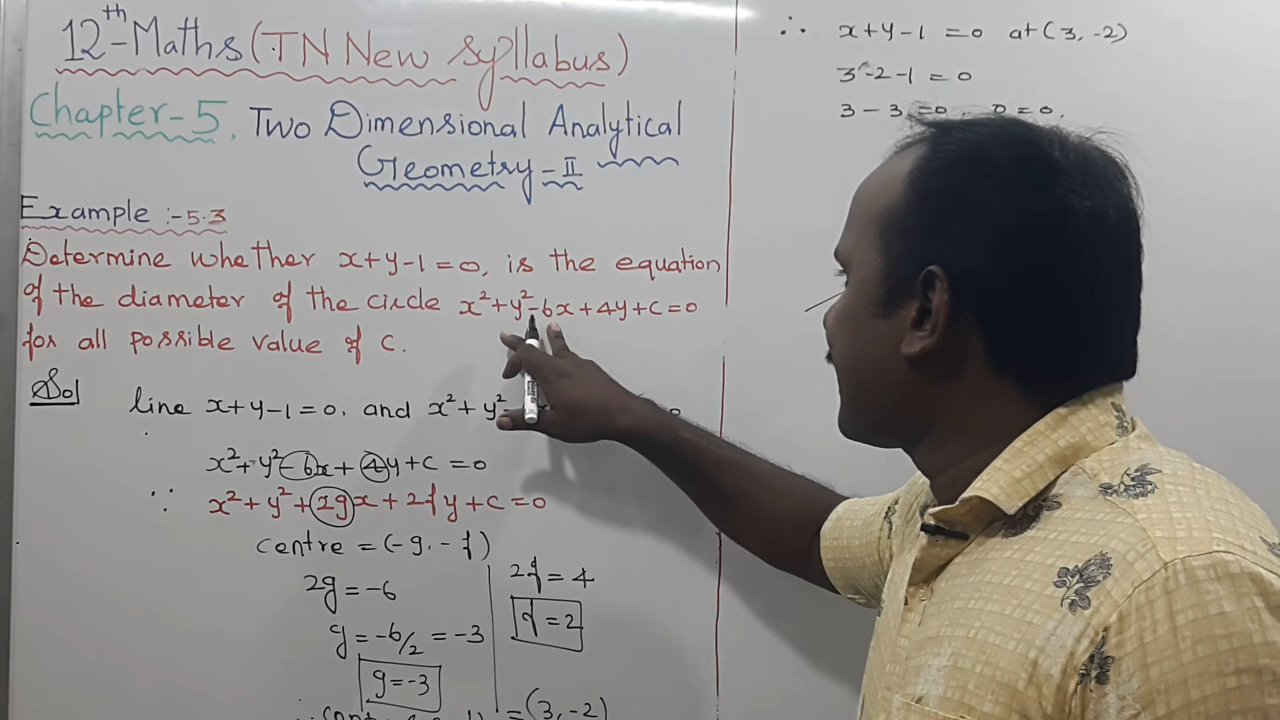 12th-Maths (TN New Syllabus)
Chapter-5, Two Dimensional Analytical
Geometry-II
Example :-5.3
Determine whether x+y-1=0, is the equation
of the diameter of the circle x²+y²-6x+4y+c=0
for all possible value of c.
Sol
line x+y-1=0, and x²+y²-
x²+y²-6x+4y+c=0
∴ x²+y²+2gx+2fy+c=0
centre = (-g, -f)
2g = -6
g = -6/2 = -3
g=-3
2f = 4
f = 2
= (3,-2)
∴ x+y-1 =0 at (3,-2)
3-2-1 = 0
3-3=0, 0=0.